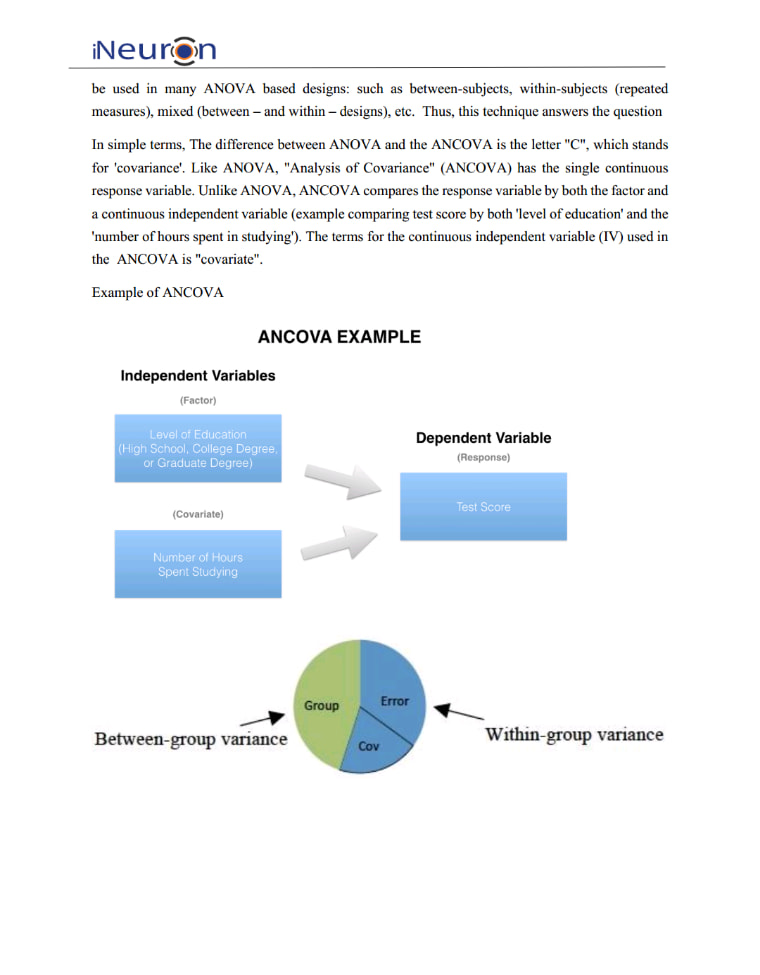 iNeuron
be used in many ANOVA based designs: such as between-subjects, within-subjects (repeated
measures), mixed (between – and within – designs), etc.  Thus, this technique answers the question
In simple terms, The difference between ANOVA and the ANCOVA is the letter "C", which stands
for 'covariance'. Like ANOVA, "Analysis of Covariance" (ANCOVA) has the single continuous
response variable. Unlike ANOVA, ANCOVA compares the response variable by both the factor and
a continuous independent variable (example comparing test score by both 'level of education' and the
'number of hours spent in studying'). The terms for the continuous independent variable (IV) used in
the  ANCOVA is "covariate".
Example of ANCOVA
ANCOVA EXAMPLE
Independent Variables
(Factor)
Level of Education
(High School, College Degree,
or Graduate Degree)
Dependent Variable
(Response)
Test Score
(Covariate)
Number of Hours
Spent Studying
Group
Error
Cov
Between-group variance
Within-group variance